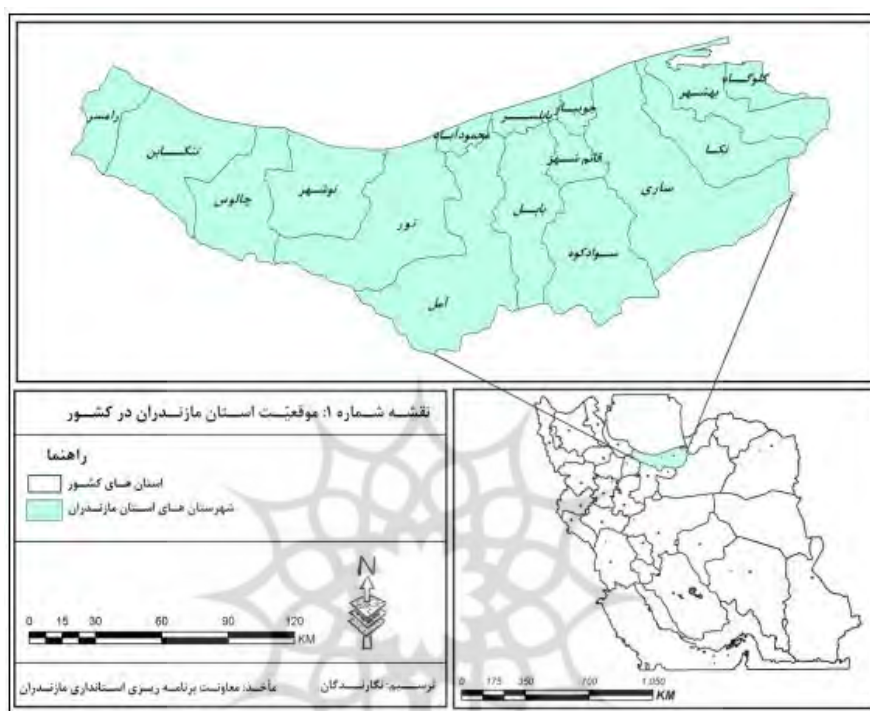 گلوگاه
بهشهر
رامسر
جویبار
بابلسر
محمودآباد
تنکابن
نکا
قائم شهر
ساری
نوشهر
چالوس
بابل
نور
سوادکوه
آمل
نقشه شماره ۱: موقعیّت استان مازندران در کشور
راهنما
استان های کشور
شهرستان های استان مازندران
N
0 15 30 60 90 120
KM
ترسیم: نگارندگان مأخذ: معاونت برنامه ریزی استانداری مازندران
0 175 350 700 1,050
KM